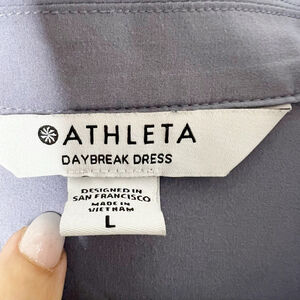 ATHLETA
DAYBREAK DRESS
DESIGNED IN
SAN FRANCISCO
MADE IN
VIETNAM
L